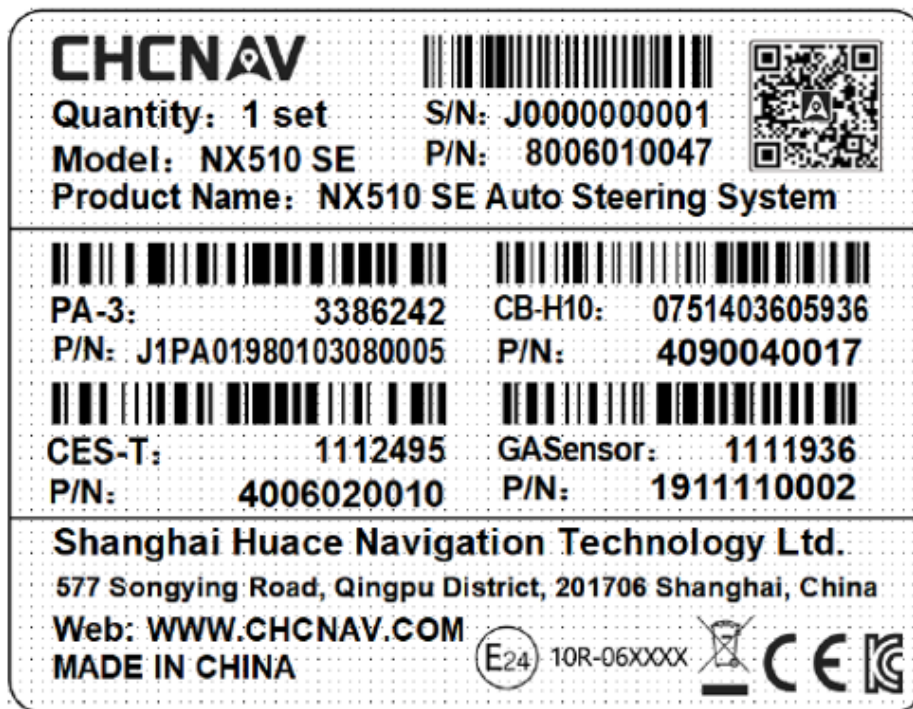 CHCNAV
Quantity： 1 set
Model： NX510 SE
S/N： J0000000001
P/N： 8006010047
Product Name： NX510 SE Auto Steering System
PA-3： 3386242
P/N： J1PA01980103080005
CB-H10： 0751403605936
P/N： 4090040017
CES-T： 1112495
P/N： 4006020010
GASensor： 1111936
P/N： 1911110002
Shanghai Huace Navigation Technology Ltd.
577 Songying Road, Qingpu District, 201706 Shanghai, China
Web: WWW.CHCNAV.COM
MADE IN CHINA
E24 10R-06XXXX CE